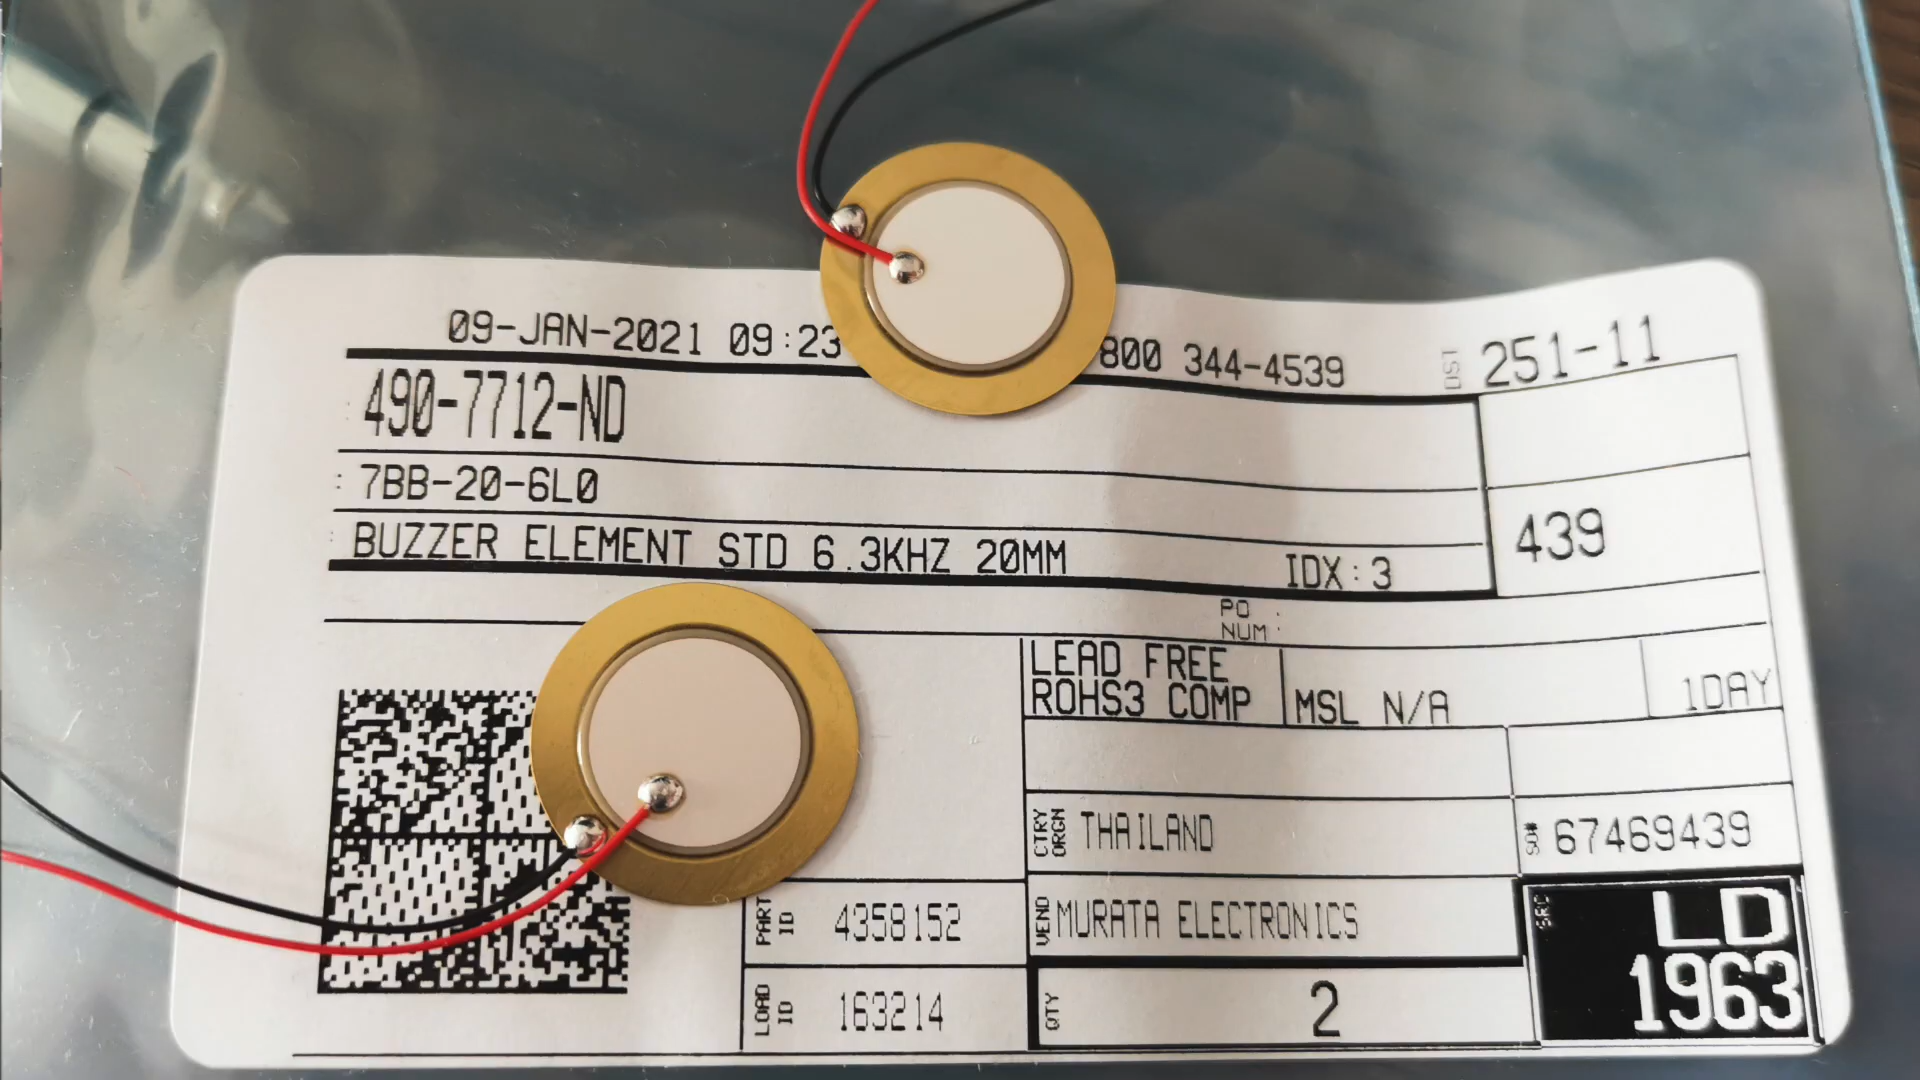 09-JAN-2021 09:23 800 344-4539 DST 251-11
490-7712-ND
: 7BB-20-6L0
BUZZER ELEMENT STD 6.3KHZ 20MM IDX:3
439
PO
NUM :
LEAD FREE
ROHS3 COMP
MSL N/A
1DAY
CTRY
ORGN
THAILAND
SO# 67469439
PART
ID
4358152
VEND MURATA ELECTRONICS
SRC LD
1963
LOAD
ID
163214
QTY 2